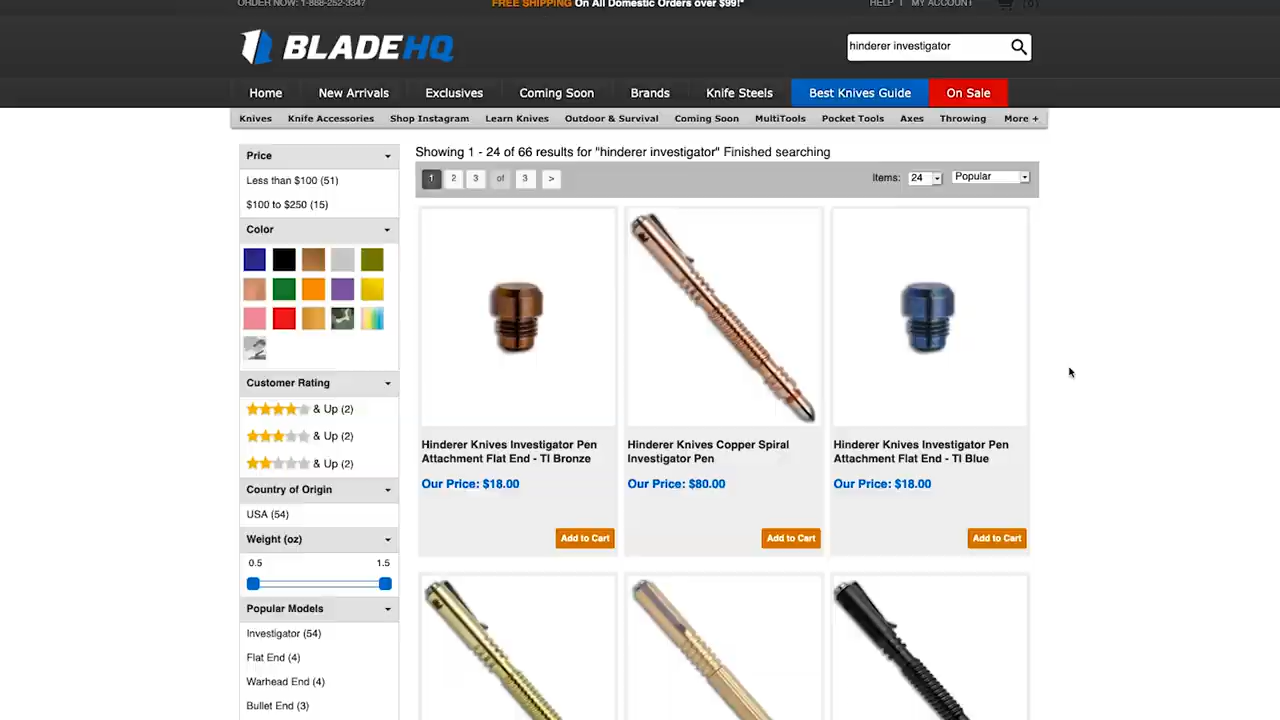 ORDER NOW: 1-888-252-3347
FREE SHIPPING On All Domestic Orders over $99!*
HELP | MY ACCOUNT (0)
BLADEHQ
hinderer investigator
Home New Arrivals Exclusives Coming Soon Brands Knife Steels Best Knives Guide On Sale
Knives Knife Accessories Shop Instagram Learn Knives Outdoor & Survival Coming Soon MultiTools Pocket Tools Axes Throwing More +
Price
Less than $100 (51)
$100 to $250 (15)
Color
Customer Rating
& Up (2)
& Up (2)
& Up (2)
Country of Origin
USA (54)
Weight (oz)
0.5 1.5
Popular Models
Investigator (54)
Flat End (4)
Warhead End (4)
Bullet End (3)
Showing 1 - 24 of 66 results for "hinderer investigator" Finished searching
1 2 3 of 3 >
Items: 24 Popular
Hinderer Knives Investigator Pen
Attachment Flat End - TI Bronze
Our Price: $18.00
Add to Cart
Hinderer Knives Copper Spiral
Investigator Pen
Our Price: $80.00
Add to Cart
Hinderer Knives Investigator Pen
Attachment Flat End - TI Blue
Our Price: $18.00
Add to Cart